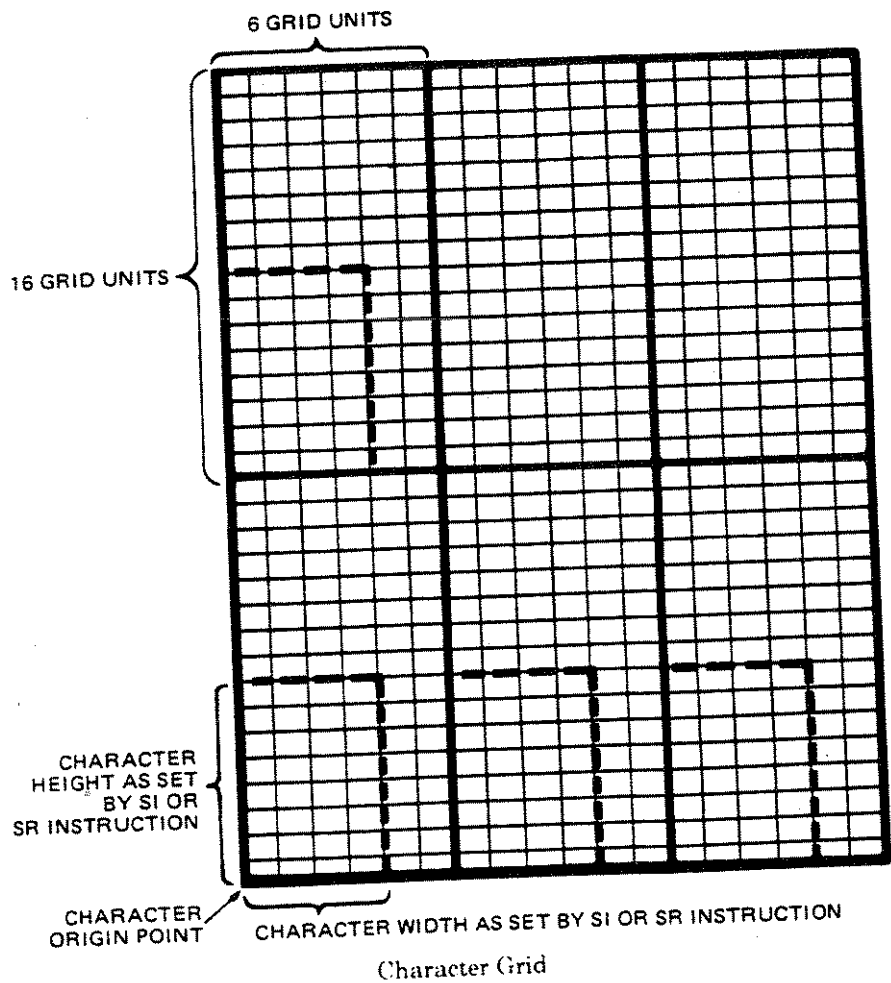 6 GRID UNITS
16 GRID UNITS
CHARACTER
HEIGHT AS SET
BY SI OR
SR INSTRUCTION
CHARACTER
ORIGIN POINT
CHARACTER WIDTH AS SET BY SI OR SR INSTRUCTION
Character Grid